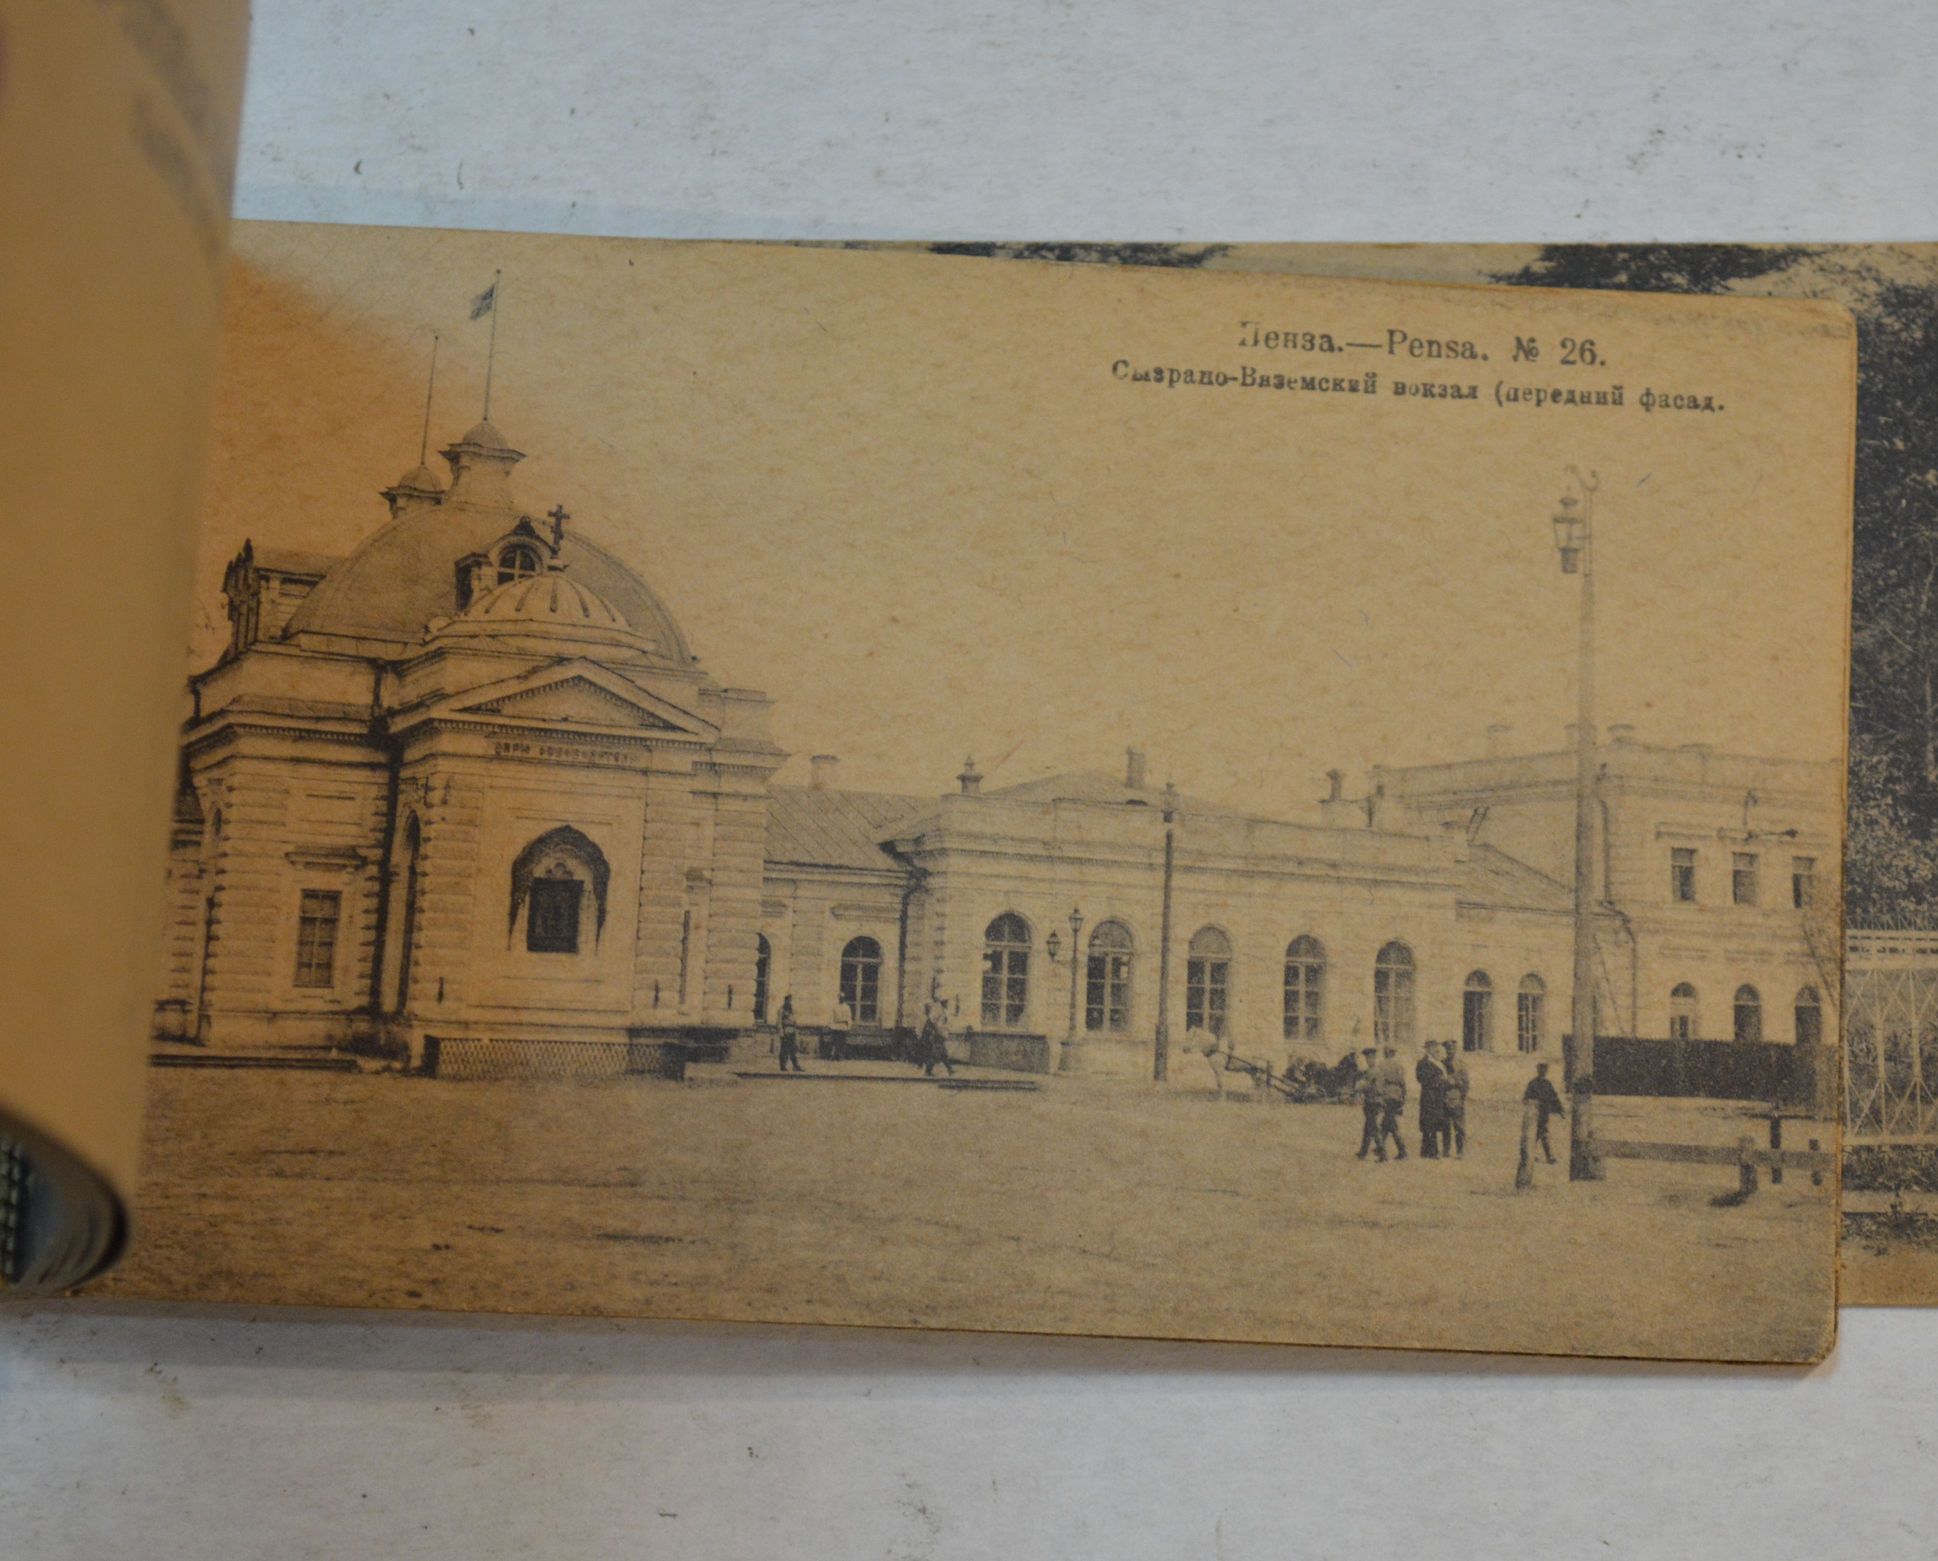 Пенза.—Pensa. № 26.
Сызрано-Вяземский вокзал (передний фасад.